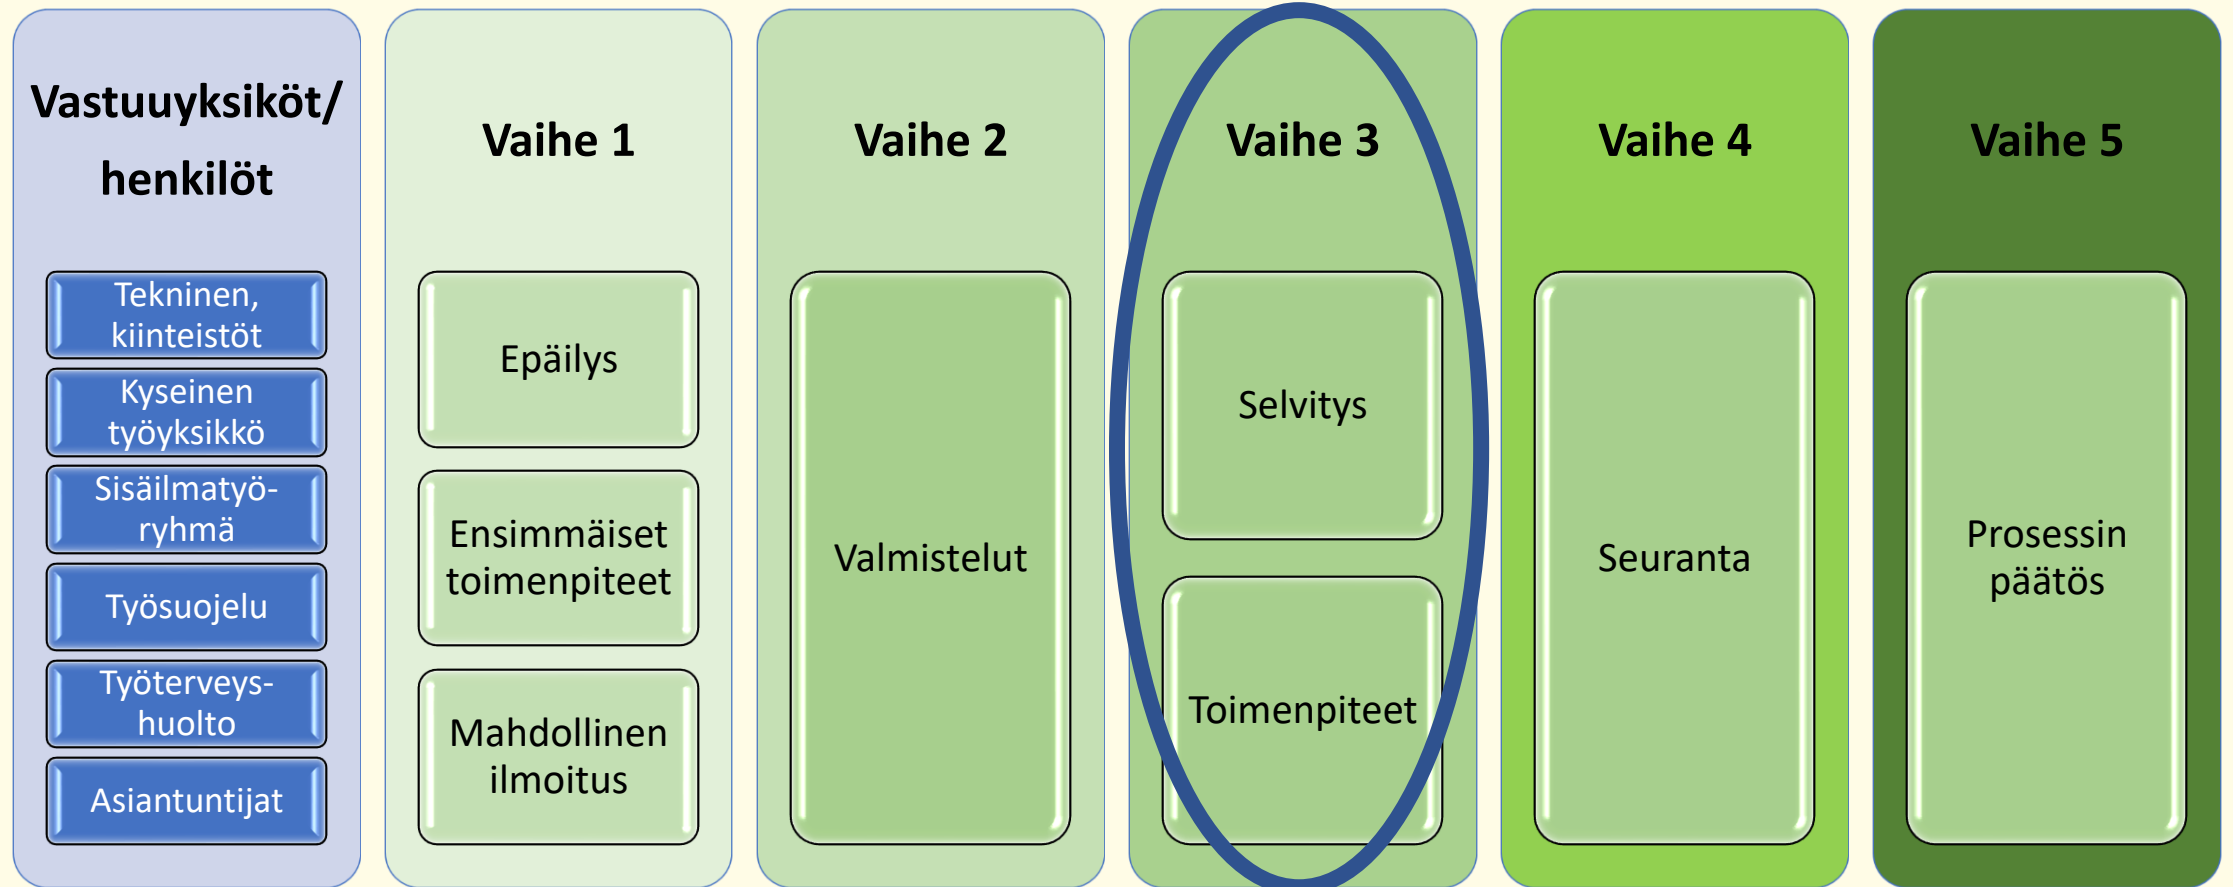 Vastuuyksiköt/
henkilöt
Tekninen,
kiinteistöt
Kyseinen
työyksikkö
Sisäilmatyö-
ryhmä
Työsuojelu
Työterveys-
huolto
Asiantuntijat
Vaihe 1
Epäilys
Ensimmäiset
toimenpiteet
Mahdollinen
ilmoitus
Vaihe 2
Valmistelut
Vaihe 3
Selvitys
Toimenpiteet
Vaihe 4
Seuranta
Vaihe 5
Prosessin
päätös